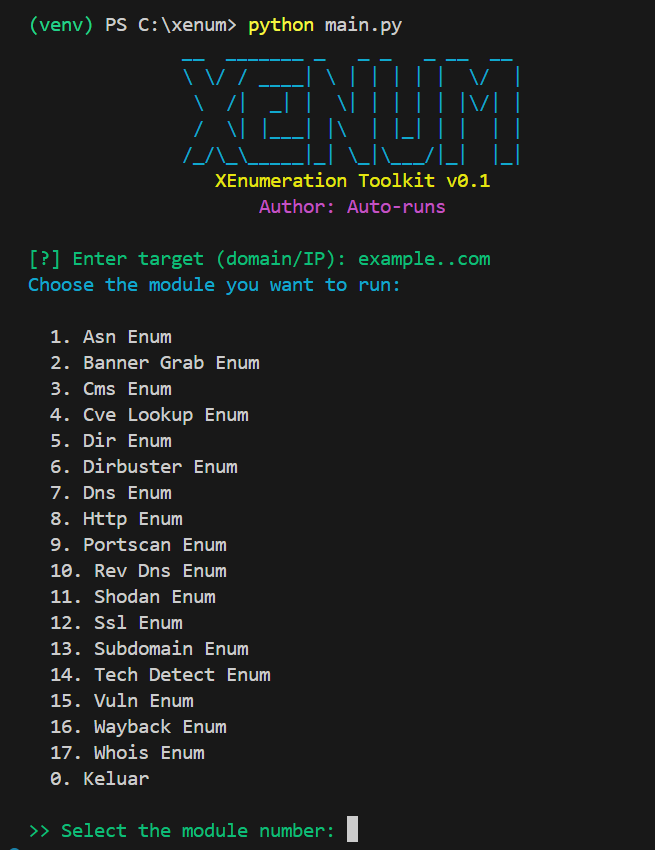 (venv) PS C:\xenum> python main.py
XENUM
XEnumeration Toolkit v0.1
Author: Auto-runs
[?] Enter target (domain/IP): example..com
Choose the module you want to run:
1. Asn Enum
2. Banner Grab Enum
3. Cms Enum
4. Cve Lookup Enum
5. Dir Enum
6. Dirbuster Enum
7. Dns Enum
8. Http Enum
9. Portscan Enum
10. Rev Dns Enum
11. Shodan Enum
12. Ssl Enum
13. Subdomain Enum
14. Tech Detect Enum
15. Vuln Enum
16. Wayback Enum
17. Whois Enum
0. Keluar
>> Select the module number: